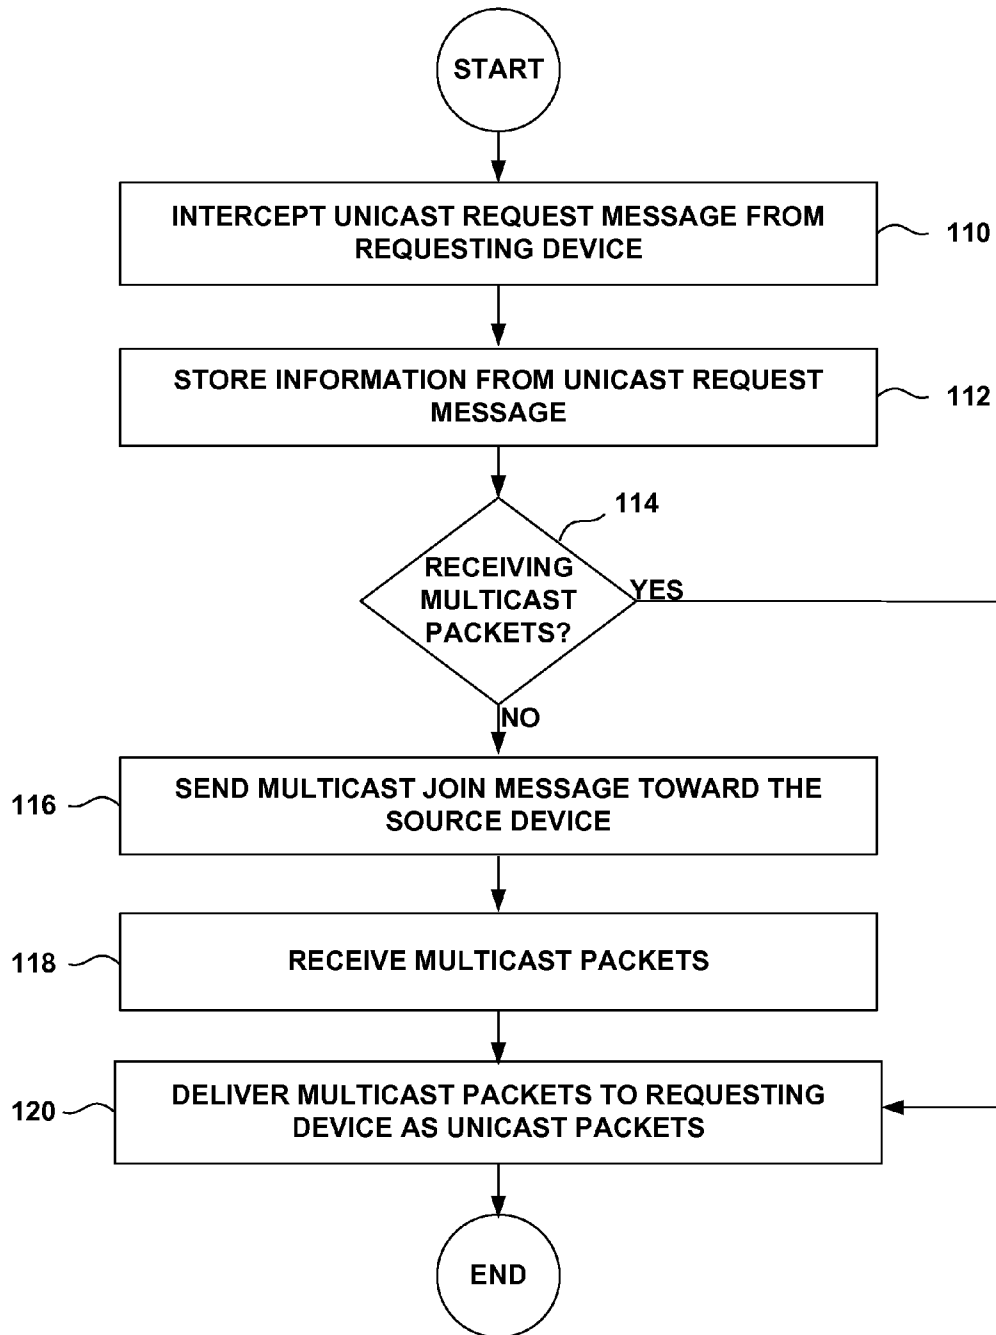 START
INTERCEPT UNICAST REQUEST MESSAGE FROM
REQUESTING DEVICE
110
STORE INFORMATION FROM UNICAST REQUEST
MESSAGE
112
114
RECEIVING
MULTICAST
PACKETS?
YES
NO
SEND MULTICAST JOIN MESSAGE TOWARD THE
SOURCE DEVICE
116
RECEIVE MULTICAST PACKETS
118
DELIVER MULTICAST PACKETS TO REQUESTING
DEVICE AS UNICAST PACKETS
120
END